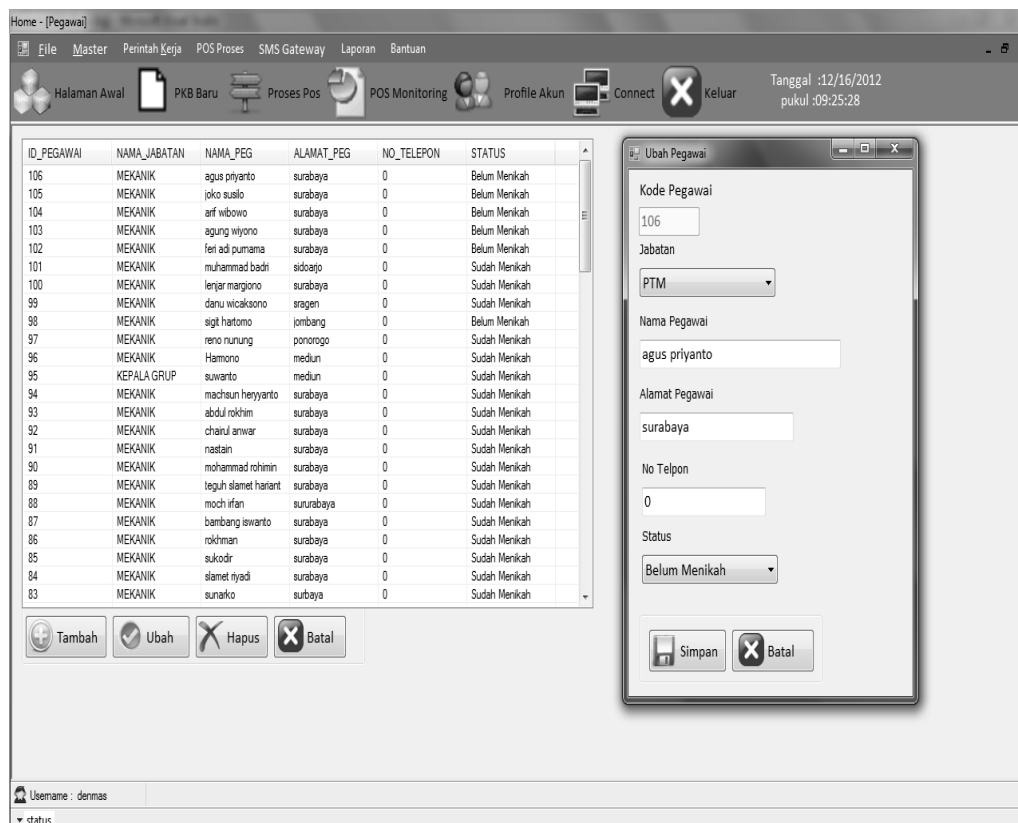 Home - [Pegawai]
File Master Perintah Kerja POS Proses SMS Gateway Laporan Bantuan
Halaman Awal PKB Baru Proses Pos POS Monitoring Profile Akun Connect Keluar
Tanggal :12/16/2012
pukul :09:25:28
ID_PEGAWAI NAMA_JABATAN NAMA_PEG ALAMAT_PEG NO_TELEPON STATUS
106 MEKANIK agus priyanto surabaya 0 Belum Menikah
105 MEKANIK joko susilo surabaya 0 Belum Menikah
104 MEKANIK arif wibowo surabaya 0 Belum Menikah
103 MEKANIK agung wiyono surabaya 0 Belum Menikah
102 MEKANIK feri adi purnama surabaya 0 Belum Menikah
101 MEKANIK muhammad badri sidoarjo 0 Sudah Menikah
100 MEKANIK lenjar margiono surabaya 0 Sudah Menikah
99 MEKANIK danu wicaksono sragen 0 Sudah Menikah
98 MEKANIK sigit hartomo jombang 0 Belum Menikah
97 MEKANIK reno nunung ponorogo 0 Sudah Menikah
96 MEKANIK Harmono mediun 0 Sudah Menikah
95 KEPALA GRUP suwanto mediun 0 Sudah Menikah
94 MEKANIK machsun heryyanto surabaya 0 Sudah Menikah
93 MEKANIK abdul rokhim surabaya 0 Sudah Menikah
92 MEKANIK chairul anwar surabaya 0 Sudah Menikah
91 MEKANIK nastain surabaya 0 Sudah Menikah
90 MEKANIK mohammad rohimin surabaya 0 Sudah Menikah
89 MEKANIK teguh slamet hariant surabaya 0 Sudah Menikah
88 MEKANIK moch irfan sururabaya 0 Sudah Menikah
87 MEKANIK bambang iswanto surabaya 0 Sudah Menikah
86 MEKANIK rokhman surabaya 0 Sudah Menikah
85 MEKANIK sukodir surabaya 0 Sudah Menikah
84 MEKANIK slamet riyadi surabaya 0 Sudah Menikah
83 MEKANIK sunarko surbaya 0 Sudah Menikah
Tambah Ubah Hapus Batal
Ubah Pegawai
Kode Pegawai
106
Jabatan
PTM
Nama Pegawai
agus priyanto
Alamat Pegawai
surabaya
No Telpon
0
Status
Belum Menikah
Simpan Batal
Username : denmas
status